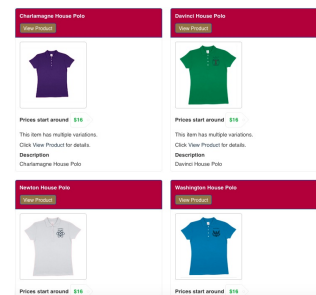 Charlamagne House Polo
View Product
Prices start around $16
This item has multiple variations.
Click View Product for details.
Description
Charlamagne House Polo
Davinci House Polo
View Product
Prices start around $16
This item has multiple variations.
Click View Product for details.
Description
Davinci House Polo
Newton House Polo
View Product
Prices start around $16
Washington House Polo
View Product
Prices start around $16